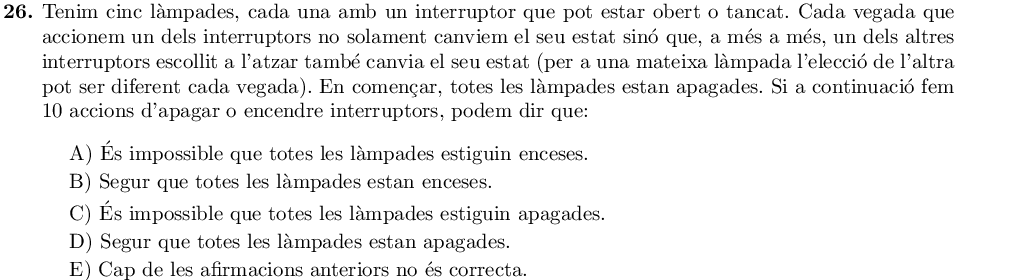 26. Tenim cinc làmpades, cada una amb un interruptor que pot estar obert o tancat. Cada vegada que
accionem un dels interruptors no solament canviem el seu estat sinó que, a més a més, un dels altres
interruptors escollit a l'atzar també canvia el seu estat (per a una mateixa làmpada l'elecció de l'altra
pot ser diferent cada vegada). En començar, totes les làmpades estan apagades. Si a continuació fem
10 accions d'apagar o encendre interruptors, podem dir que:
A) És impossible que totes les làmpades estiguin enceses.
B) Segur que totes les làmpades estan enceses.
C) És impossible que totes les làmpades estiguin apagades.
D) Segur que totes les làmpades estan apagades.
E) Cap de les afirmacions anteriors no és correcta.